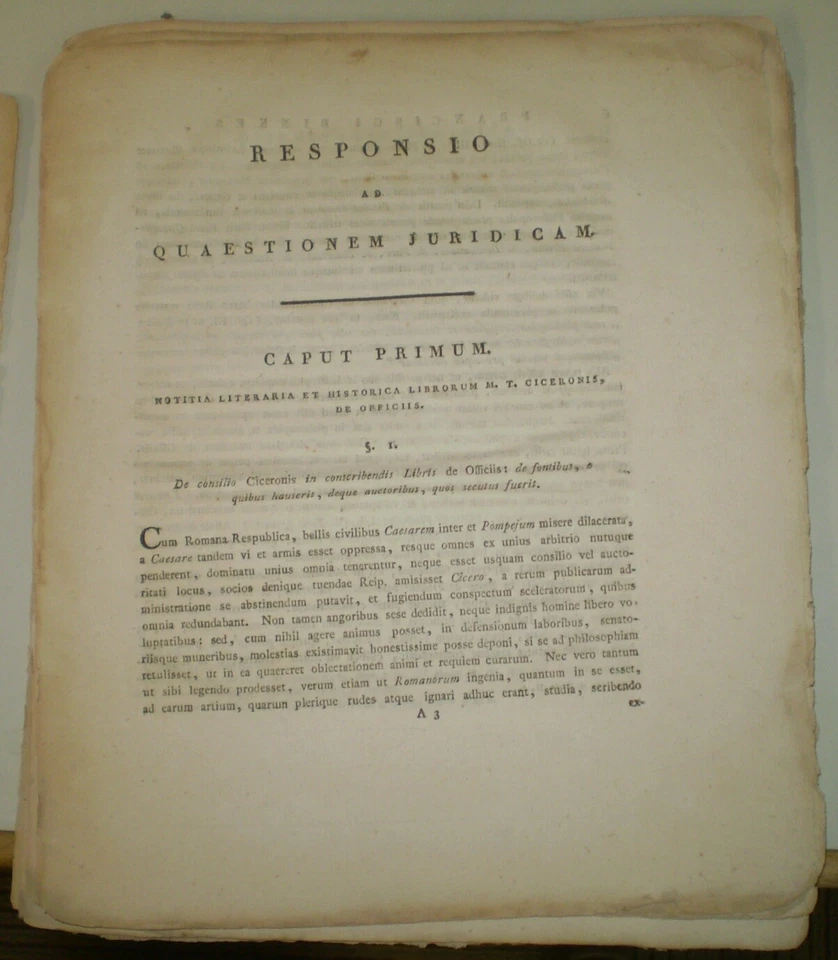 RESPONSIO
AD
QUAESTIONEM JURIDICAM.
CAPUT PRIMUM.
NOTITIA LITERARIA ET HISTORICA LIBRORUM M. T. CICERONIS,
DE OFFICIIS.
§. 1.
De consilio Ciceronis in conscribendis Libris de Officiis: de fontibus, e
quibus hauserit, deque auctoribus, quos secutus fuerit.
Cum Romana Respublica, bellis civilibus Caesarem inter et Pompejum misere dilacerata,
a Caesare tandem vi et armis esset oppressa, resque omnes ex unius arbitrio nutuque
penderent, dominatu unius omnia tenerentur, neque esset usquam consilio vel aucto-
ritati locus, socios denique tuendae Reip. amisisset Cicero, a rerum publicarum ad-
ministratione se abstinendum putavit, et fugiendum conspectum sceleratorum, quibus
omnia redundabant. Non tamen angoribus sese dedidit, neque indignis homine libero vo-
luptatibus: sed, cum nihil agere animus posset, in defensionum laboribus, senato-
riisque muneribus, molestias existimavit honestissime posse deponi, si se ad philosophiam
retulisset, ut in ea quaereret oblectationem animi et requiem curarum. Nec vero tantum
ut sibi legendo prodesset, verum etiam ut Romanorum ingenia, quantum in se esset,
ad earum artium, quarum plerique rudes atque ignari adhuc erant, studia, scribendo
A 3
ex-